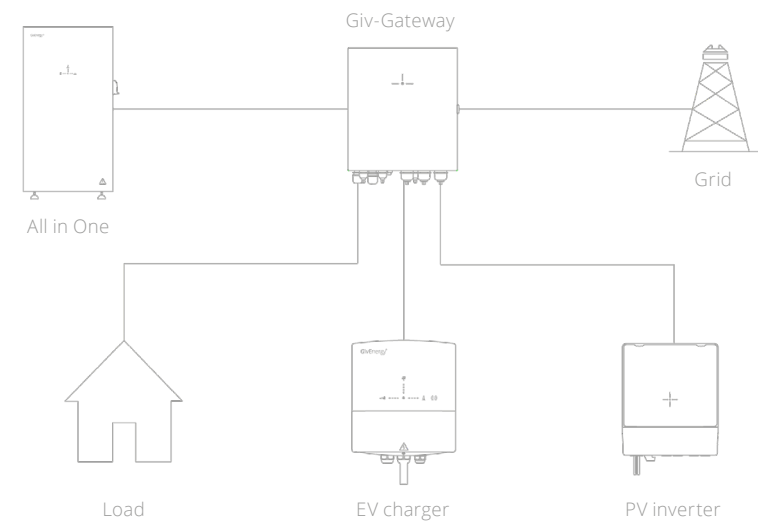 Giv-Gateway
Grid
All in One
GivEnergy
Load
EV charger
PV inverter